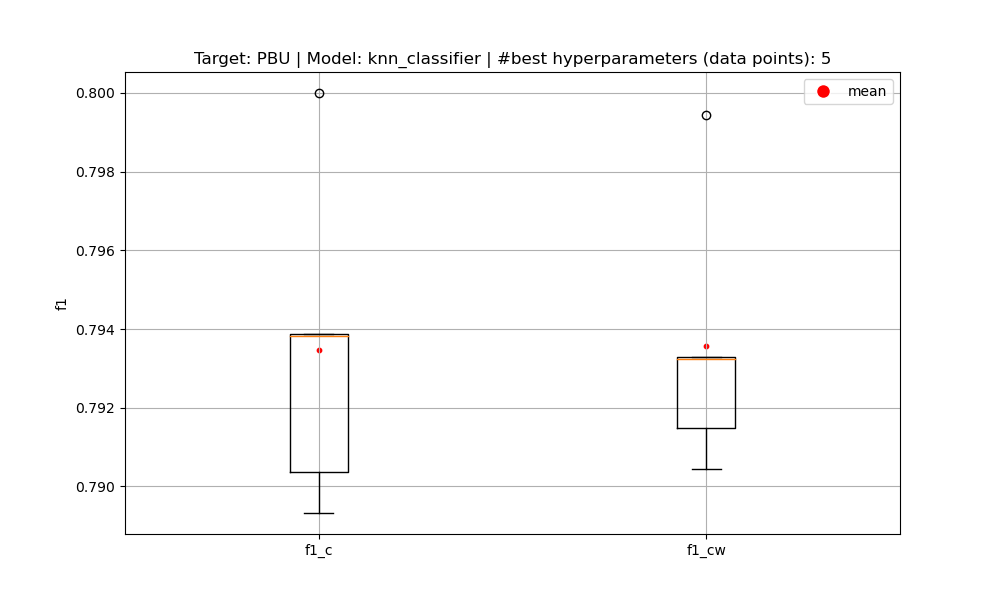 Target: PBU | Model: knn_classifier | #best hyperparameters (data points): 5
mean
0.800
0.798
0.796
0.794
0.792
0.790
f1
f1_c
f1_cw